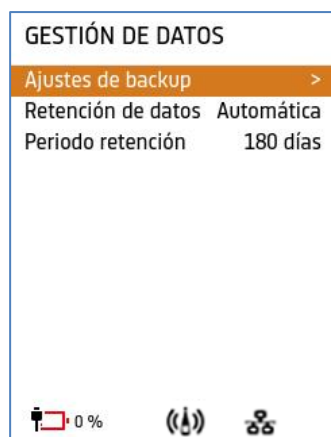 GESTIÓN DE DATOS
Ajustes de backup >
Retención de datos Automática
Periodo retención 180 días
0 %